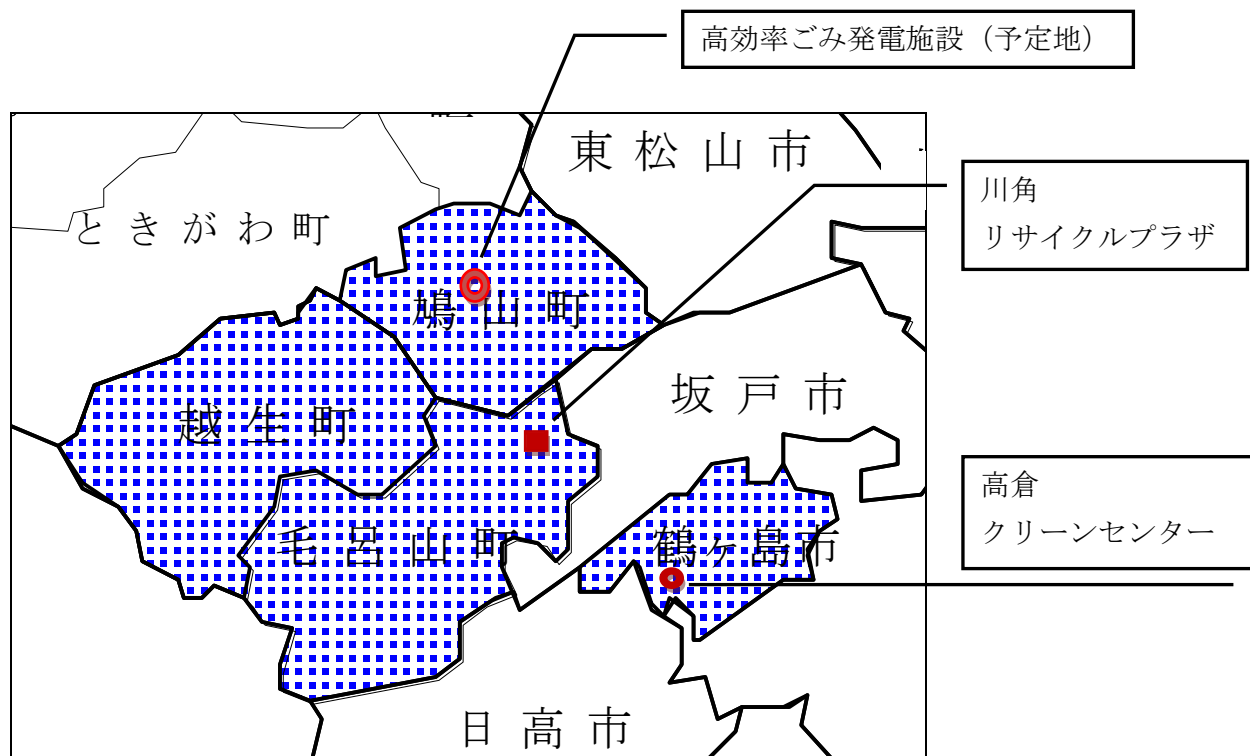 高効率ごみ発電施設（予定地）
東松山市
川角
リサイクルプラザ
ときがわ町
鳩山町
坂戸市
越生町
高倉
クリーンセンター
毛呂山町
鶴ヶ島市
日高市